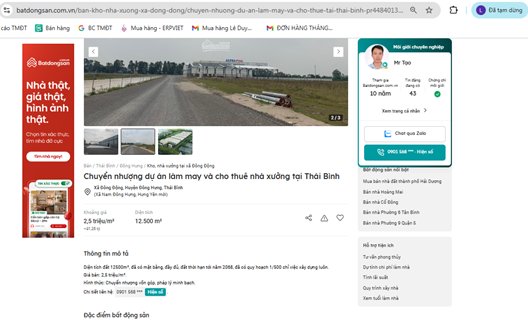 batdongsan.com.vn/ban-kho-nha-xuong-xa-dong-dong/chuyen-nhuong-du-an-lam-may-va-cho-thue-tai-thai-binh-pr4484013...
Đã tạm dừng
cáo TMĐT
Bán hàng
GC TMĐT
Mua hàng - ERPVIET
Mua hàng Lê Duy -...
ĐƠN HÀNG THÁNG...
Batdongsan
Nhà thật,
giá thật,
hình ảnh
thật.
Chọn tin xác thực,
tìm nhà dễ chốt
Tìm nhà ngay!
TIN XÁC THỰC
2 / 3
Môi giới chuyên nghiệp
Mr Tạo
Tham gia
Batdongsan.com.vn
10 năm
Tin đăng
đang có
43
Chứng chỉ
môi giới
Xem trang cá nhân
Chat qua Zalo
0901 568 *** · Hiện số
Bán / Thái Bình / Đông Hưng / Kho, nhà xưởng tại Xã Đông Động
Chuyển nhượng dự án làm may và cho thuê nhà xưởng tại Thái Bình
Xã Đông Động, Huyện Đông Hưng, Thái Bình
(Xã Nam Đông Hưng, Hưng Yên mới)
Khoảng giá
2,5 triệu/m²
~31,25 tỷ
Diện tích
12.500 m²
Thông tin mô tả
Diện tích đất 12500m², đã có mặt bằng, đầy đủ, đất thời hạn tới năm 2068, đã có quy hoạch 1/500 chỉ việc xây dựng luôn.
Giá bán: 2,5 triệu/m².
Hình thức: Chuyển nhượng vốn góp, pháp lý minh bạch.
Chi tiết liên hệ: 0901 568 *** Hiện số
Đặc điểm bất động sản
Bất động sản nổi bật
Mua bán nhà đất thành phố Hải Dương
Bán nhà Hoàng Mai
Bán nhà Cổ Đông
Bán nhà Phường 6 Tân Bình
Bán nhà Phường 9 Quận 5
Hỗ trợ tiện ích
Tư vấn phong thủy
Dự tính chi phí làm nhà
Tính lãi suất
Quy trình xây nhà
Xem tuổi làm nhà